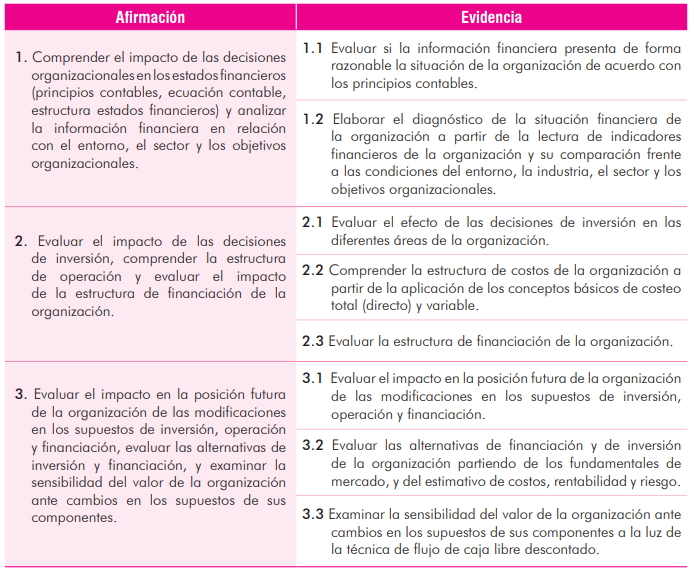 Afirmación
Evidencia
1. Comprender el impacto de las decisiones
organizacionales en los estados financieros
(principios contables, ecuación contable,
estructura estados financieros) y analizar
la información financiera en relación
con el entorno, el sector y los objetivos
organizacionales.
1.1 Evaluar si la información financiera presenta de forma
razonable la situación de la organización de acuerdo con
los principios contables.
1.2 Elaborar el diagnóstico de la situación financiera de
la organización a partir de la lectura de indicadores
financieros de la organización y su comparación frente
a las condiciones del entorno, la industria, el sector y los
objetivos organizacionales.
2. Evaluar el impacto de las decisiones
de inversión, comprender la estructura
de operación y evaluar el impacto
de la estructura de financiación de la
organización.
2.1 Evaluar el efecto de las decisiones de inversión en las
diferentes áreas de la organización.
2.2 Comprender la estructura de costos de la organización a
partir de la aplicación de los conceptos básicos de costeo
total (directo) y variable.
2.3 Evaluar la estructura de financiación de la organización.
3. Evaluar el impacto en la posición futura
de la organización de las modificaciones
en los supuestos de inversión, operación
y financiación, evaluar las alternativas de
inversión y financiación, y examinar la
sensibilidad del valor de la organización
ante cambios en los supuestos de sus
componentes.
3.1 Evaluar el impacto en la posición futura de la organización
de las modificaciones en los supuestos de inversión,
operación y financiación.
3.2 Evaluar las alternativas de financiación y de inversión
de la organización partiendo de los fundamentales de
mercado, y del estimativo de costos, rentabilidad y riesgo.
3.3 Examinar la sensibilidad del valor de la organización ante
cambios en los supuestos de sus componentes a la luz de
la técnica de flujo de caja libre descontado.